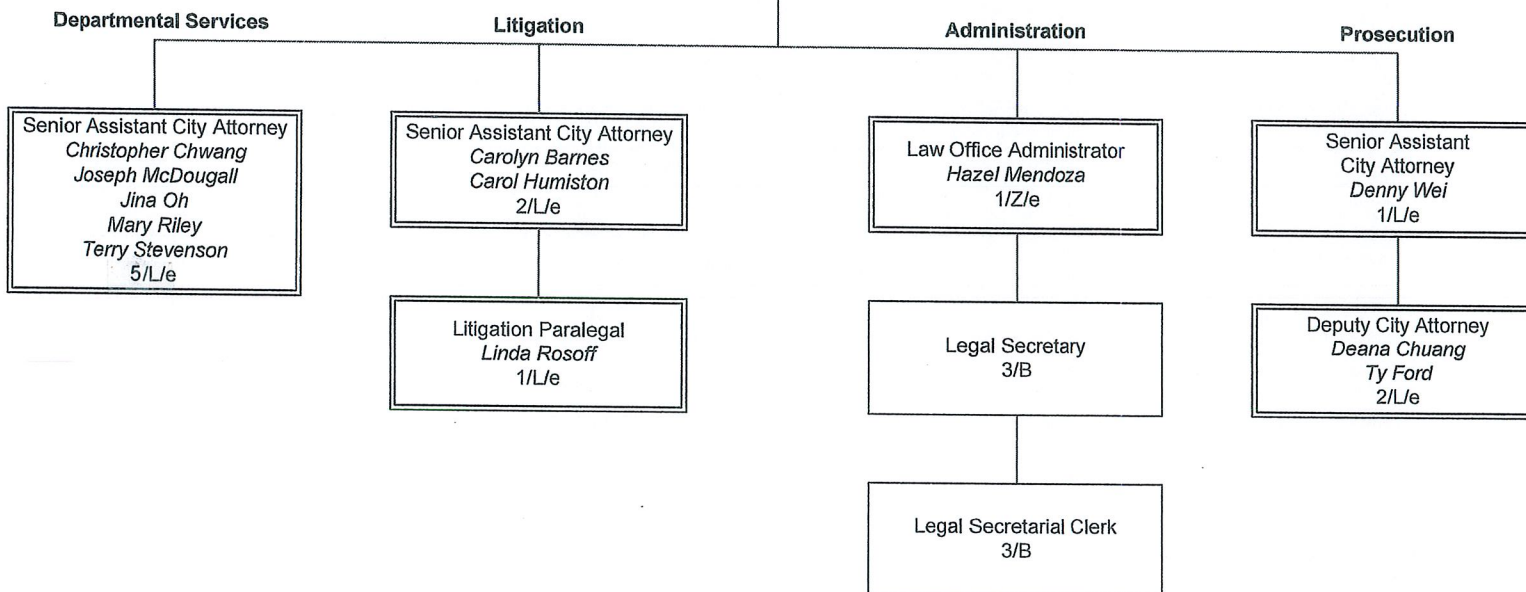 Departmental Services
Litigation
Administration
Prosecution
Senior Assistant City Attorney
Christopher Chwang
Joseph McDougall
Jina Oh
Mary Riley
Terry Stevenson
5/L/e
Senior Assistant City Attorney
Carolyn Barnes
Carol Humiston
2/L/e
Law Office Administrator
Hazel Mendoza
1/Z/e
Senior Assistant
City Attorney
Denny Wei
1/L/e
Litigation Paralegal
Linda Rosoff
1/L/e
Legal Secretary
3/B
Deputy City Attorney
Deana Chuang
Ty Ford
2/L/e
Legal Secretarial Clerk
3/B